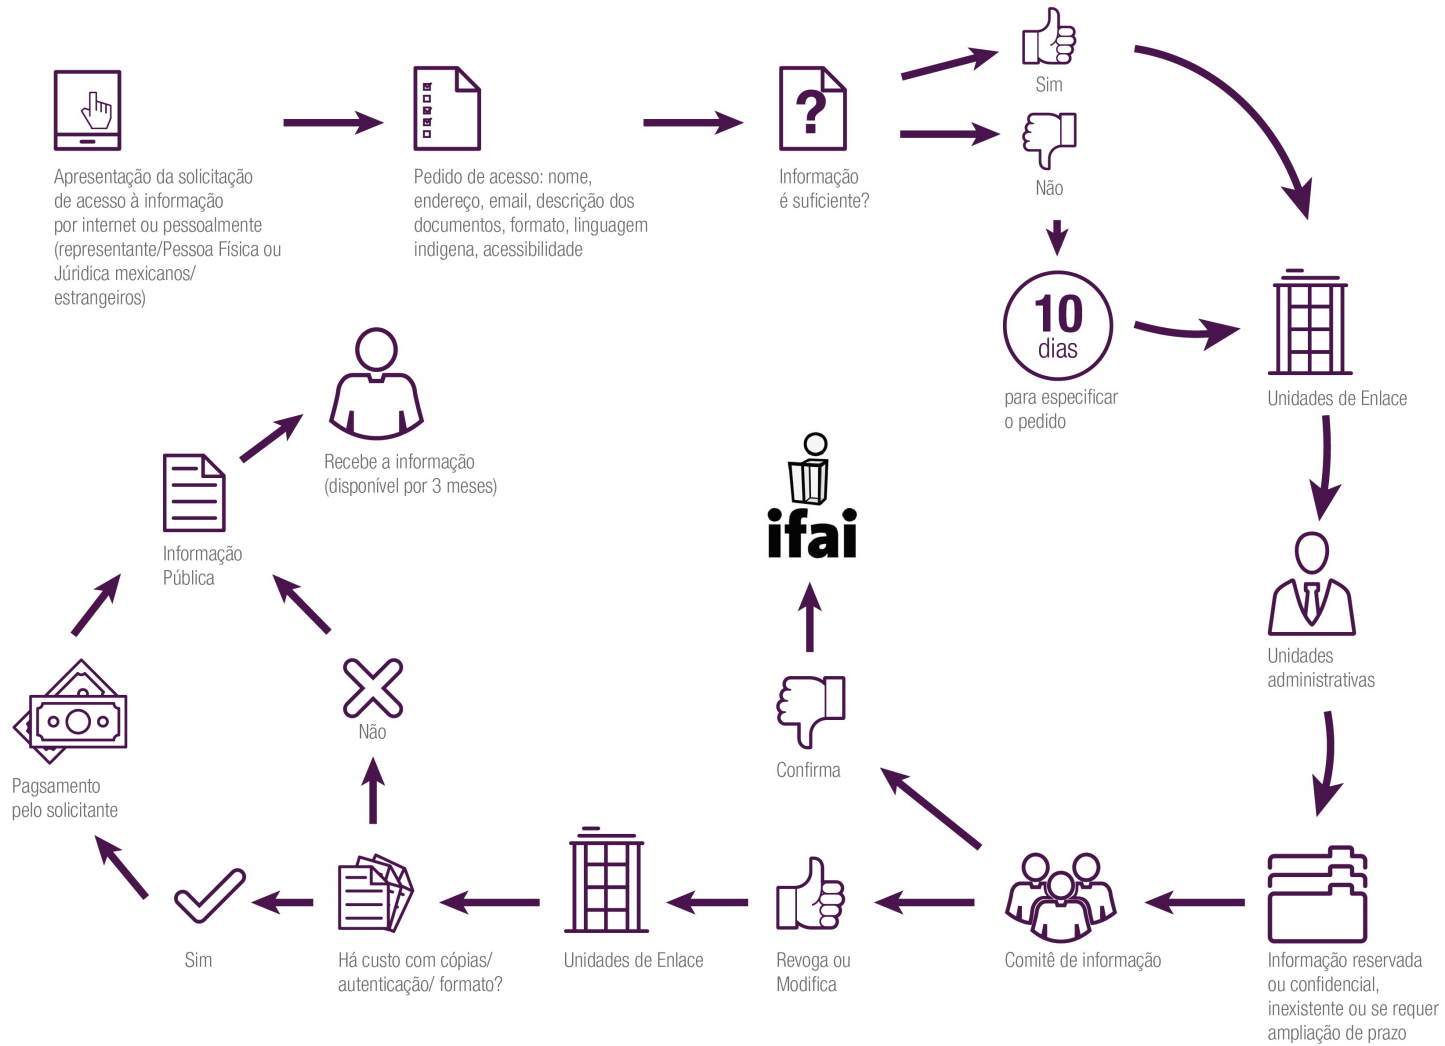 Apresentação da solicitação
de acesso à informação
por internet ou pessoalmente
(representante/Pessoa Física ou
Júridica mexicanos/
estrangeiros)
Pedido de acesso: nome,
endereço, email, descrição dos
documentos, formato, linguagem
indigena, acessibilidade
?
Informação
é suficiente?
Sim
Não
10
dias
para especificar
o pedido
Unidades de Enlace
Unidades
administrativas
Informação reservada
ou confidencial,
inexistente ou se requer
ampliação de prazo
Comitê de informação
Confirma
ifai
Revoga ou
Modifica
Unidades de Enlace
Há custo com cópias/
autenticação/ formato?
Sim
Não
Pagsamento
pelo solicitante
Informação
Pública
Recebe a informação
(disponível por 3 meses)